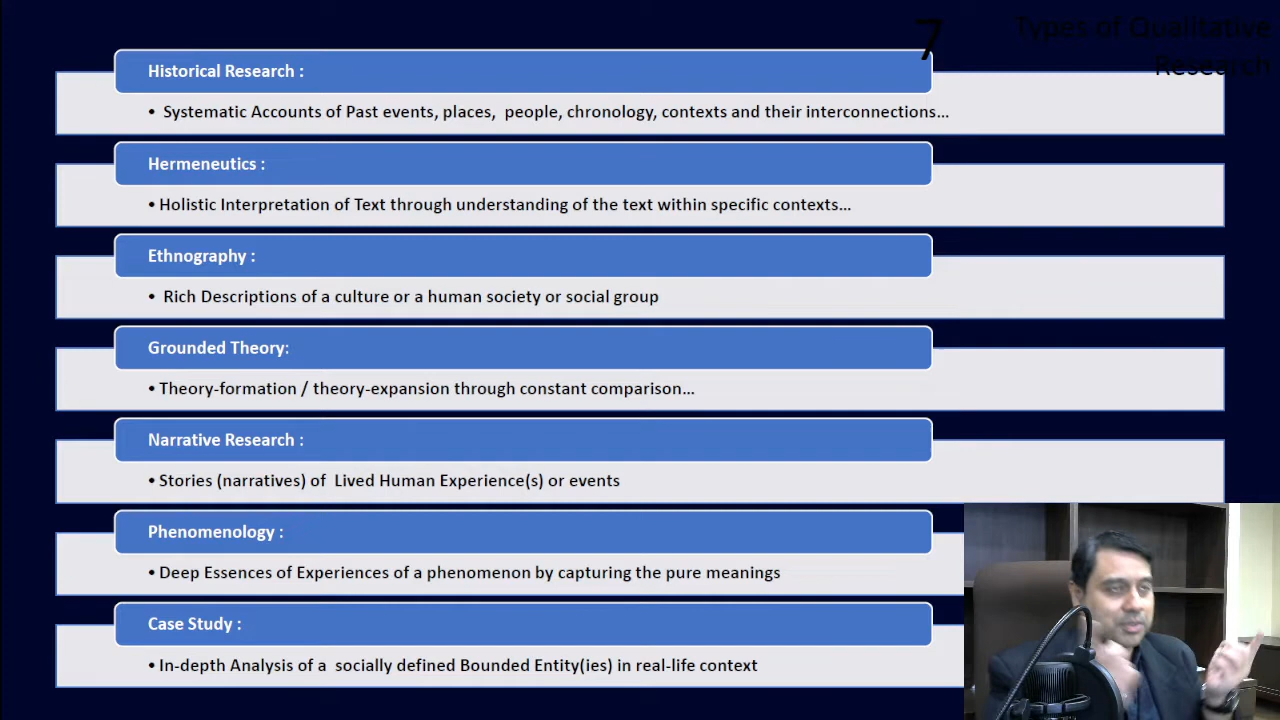 7
Types of Qualitative
Research
Historical Research :
• Systematic Accounts of Past events, places, people, chronology, contexts and their interconnections...
Hermeneutics :
• Holistic Interpretation of Text through understanding of the text within specific contexts...
Ethnography :
• Rich Descriptions of a culture or a human society or social group
Grounded Theory:
• Theory-formation / theory-expansion through constant comparison...
Narrative Research :
• Stories (narratives) of Lived Human Experience(s) or events
Phenomenology :
• Deep Essences of Experiences of a phenomenon by capturing the pure meanings
Case Study :
• In-depth Analysis of a socially defined Bounded Entity(ies) in real-life context